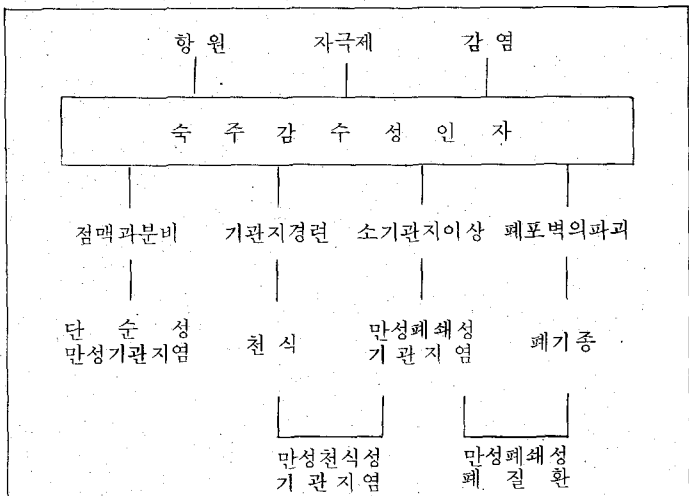 항 원 자극제 감 염
숙 주 감 수 성 인 자
점맥과분비 기관지경련 소기관지이상 폐포벽의파괴
단 순 성
만성기관지염
천 식
만성폐쇄성
기 관 지 염
폐기종
만성천식성
기 관 지 염
만성폐쇄성
폐 질 환